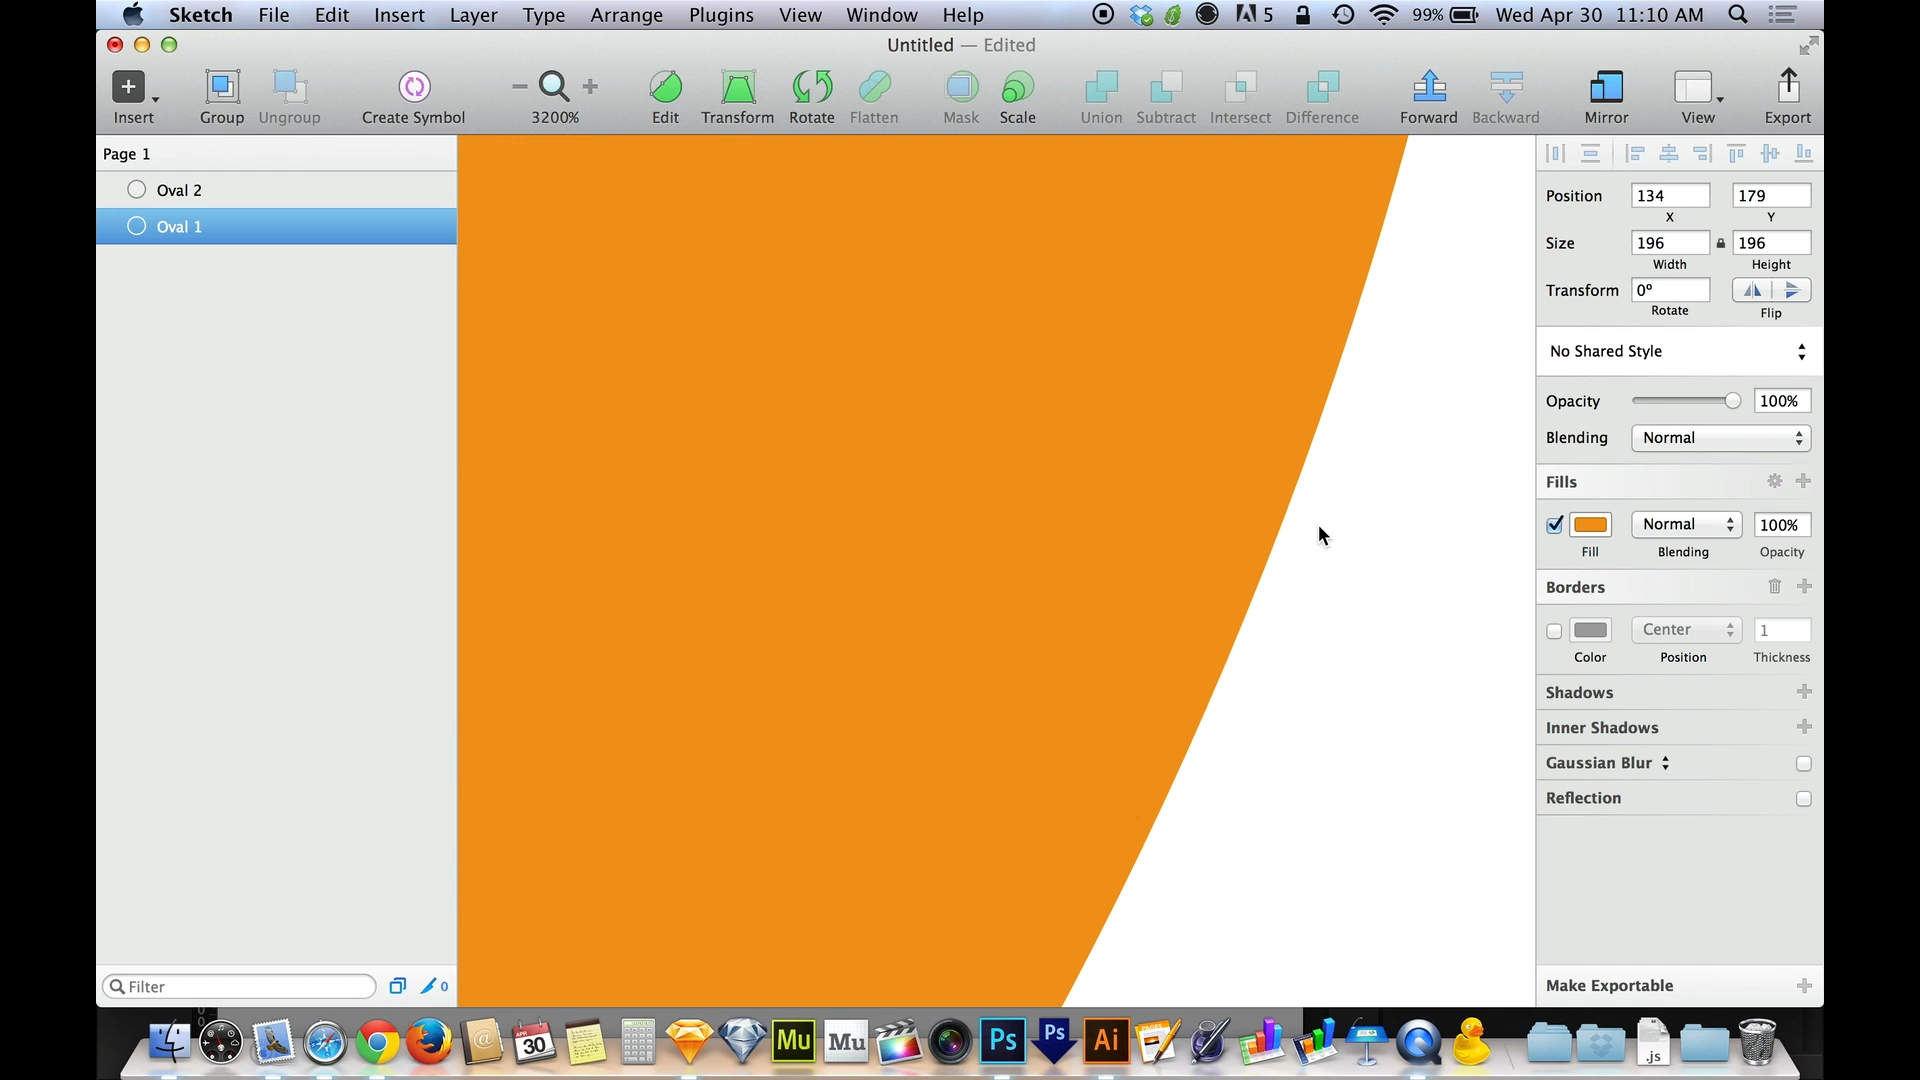 Sketch File Edit Insert Layer Type Arrange Plugins View Window Help 5 99% Wed Apr 30 11:10 AM
Untitled — Edited
Insert Group Ungroup Create Symbol 3200% Edit Transform Rotate Flatten Mask Scale Union Subtract Intersect Difference Forward Backward Mirror View Export
Page 1
Oval 2
Oval 1
Filter 0
Position 134 179
X Y
Size 196 196
Width Height
Transform 0º
Rotate Flip
No Shared Style
Opacity 100%
Blending Normal
Fills
Normal 100%
Fill Blending Opacity
Borders
Center 1
Color Position Thickness
Shadows
Inner Shadows
Gaussian Blur
Reflection
Make Exportable
APR
30
Mu
Mu
Ps
Ps
Ai
PAGES
.js